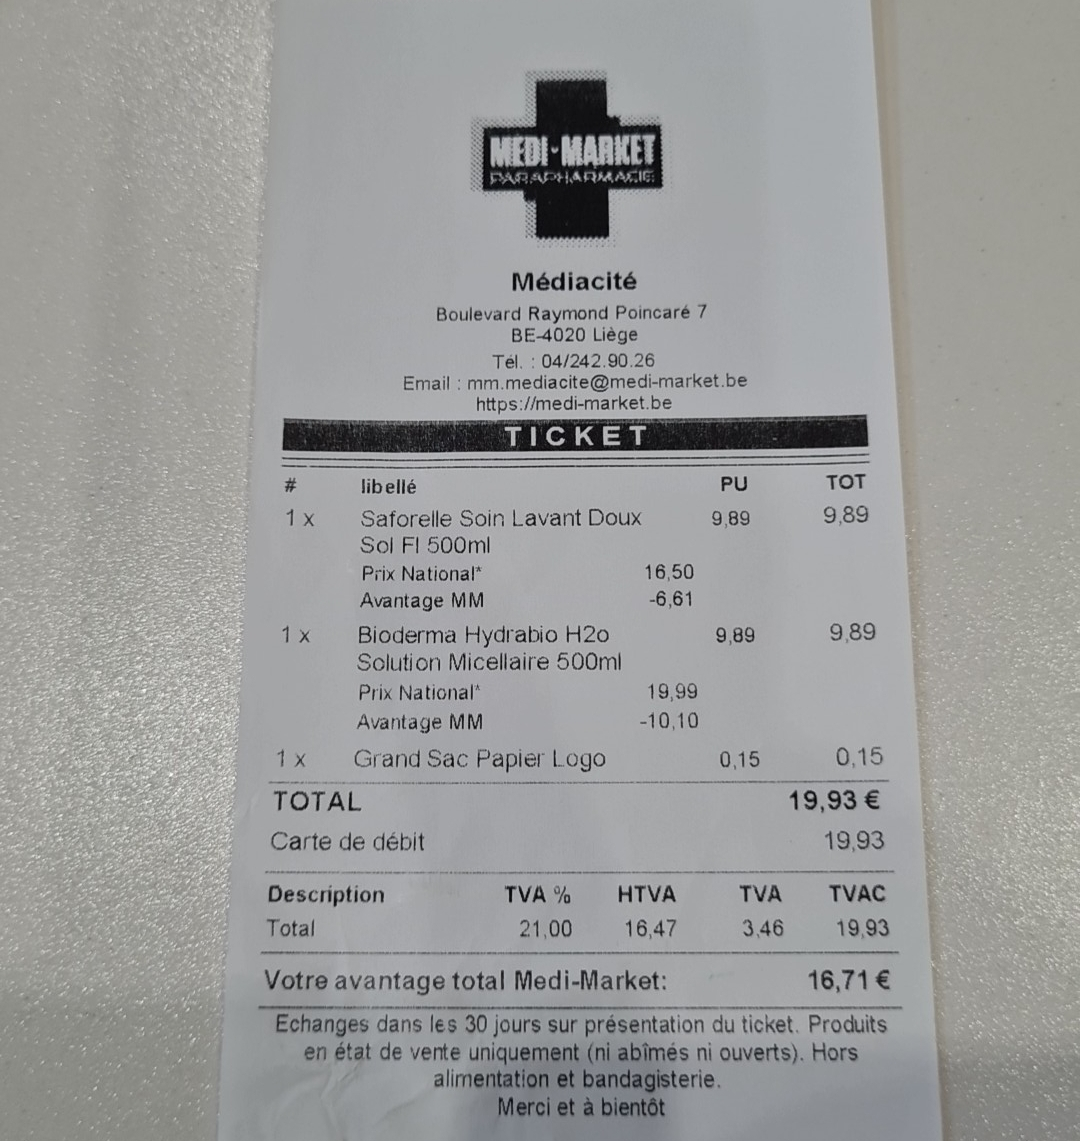 MEDI-MARKET
PARAPHARMACIE
Médiacité
Boulevard Raymond Poincaré 7
BE-4020 Liège
Tél. : 04/242.90.26
Email : mm.mediacite@medi-market.be
https://medi-market.be
TICKET
# libellé PU TOT
1 x Saforelle Soin Lavant Doux 9,89 9,89
Sol Fl 500ml
Prix National* 16,50
Avantage MM -6,61
1 x Bioderma Hydrabio H2o 9,89 9,89
Solution Micellaire 500ml
Prix National* 19,99
Avantage MM -10,10
1 x Grand Sac Papier Logo 0,15 0,15
TOTAL 19,93 €
Carte de débit 19,93
Description TVA % HTVA TVA TVAC
Total 21,00 16,47 3,46 19,93
Votre avantage total Medi-Market: 16,71 €
Echanges dans les 30 jours sur présentation du ticket. Produits
en état de vente uniquement (ni abîmés ni ouverts). Hors
alimentation et bandagisterie.
Merci et à bientôt